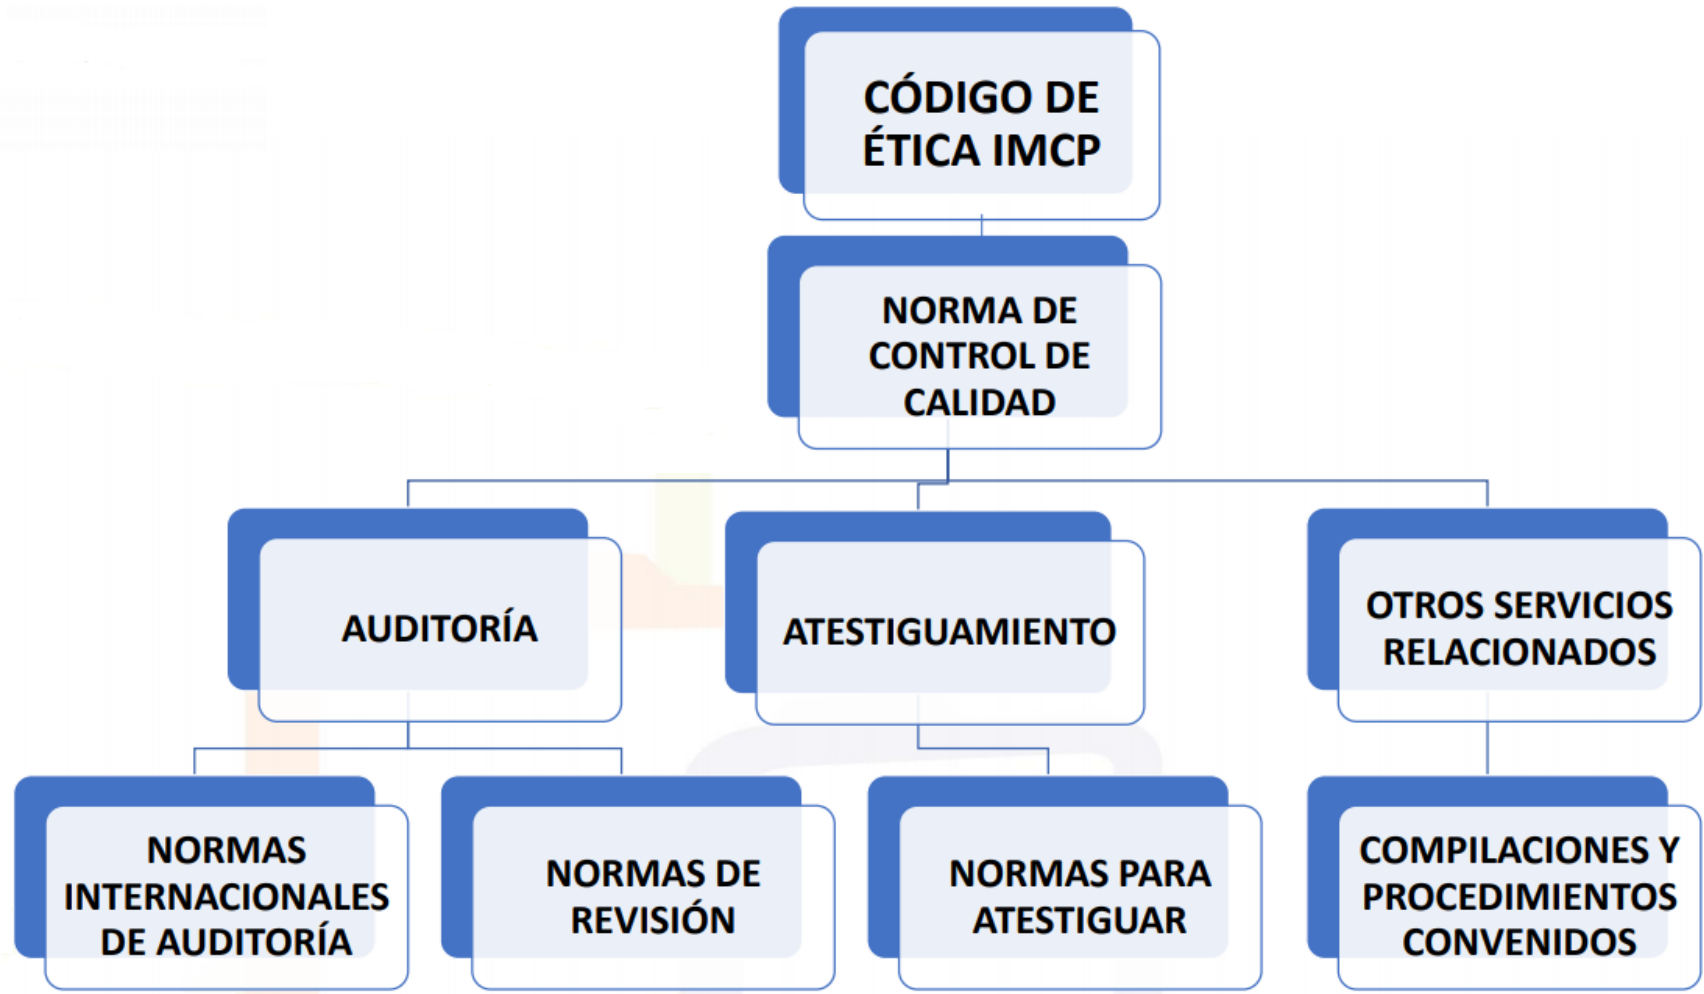 CÓDIGO DE
ÉTICA IMCP
NORMA DE
CONTROL DE
CALIDAD
AUDITORÍA
ATESTIGUAMIENTO
OTROS SERVICIOS
RELACIONADOS
NORMAS
INTERNACIONALES
DE AUDITORÍA
NORMAS DE
REVISIÓN
NORMAS PARA
ATESTIGUAR
COMPILACIONES Y
PROCEDIMIENTOS
CONVENIDOS